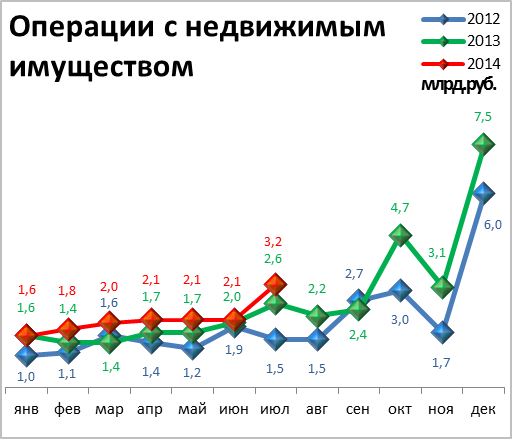 Операции с недвижимым
имуществом
2012
2013
2014
млрд.руб.
7,5
6,0
4,7
3,1
3,2
2,6
2,7
1,6 1,8 2,0 2,1 2,1 2,1
1,6 1,4 1,6 1,7 1,7 2,0 2,2
1,0 1,1 1,4 1,4 1,2 1,9 1,5 1,5 2,4 3,0 1,7
янв фев мар апр май июн июл авг сен окт ноя дек